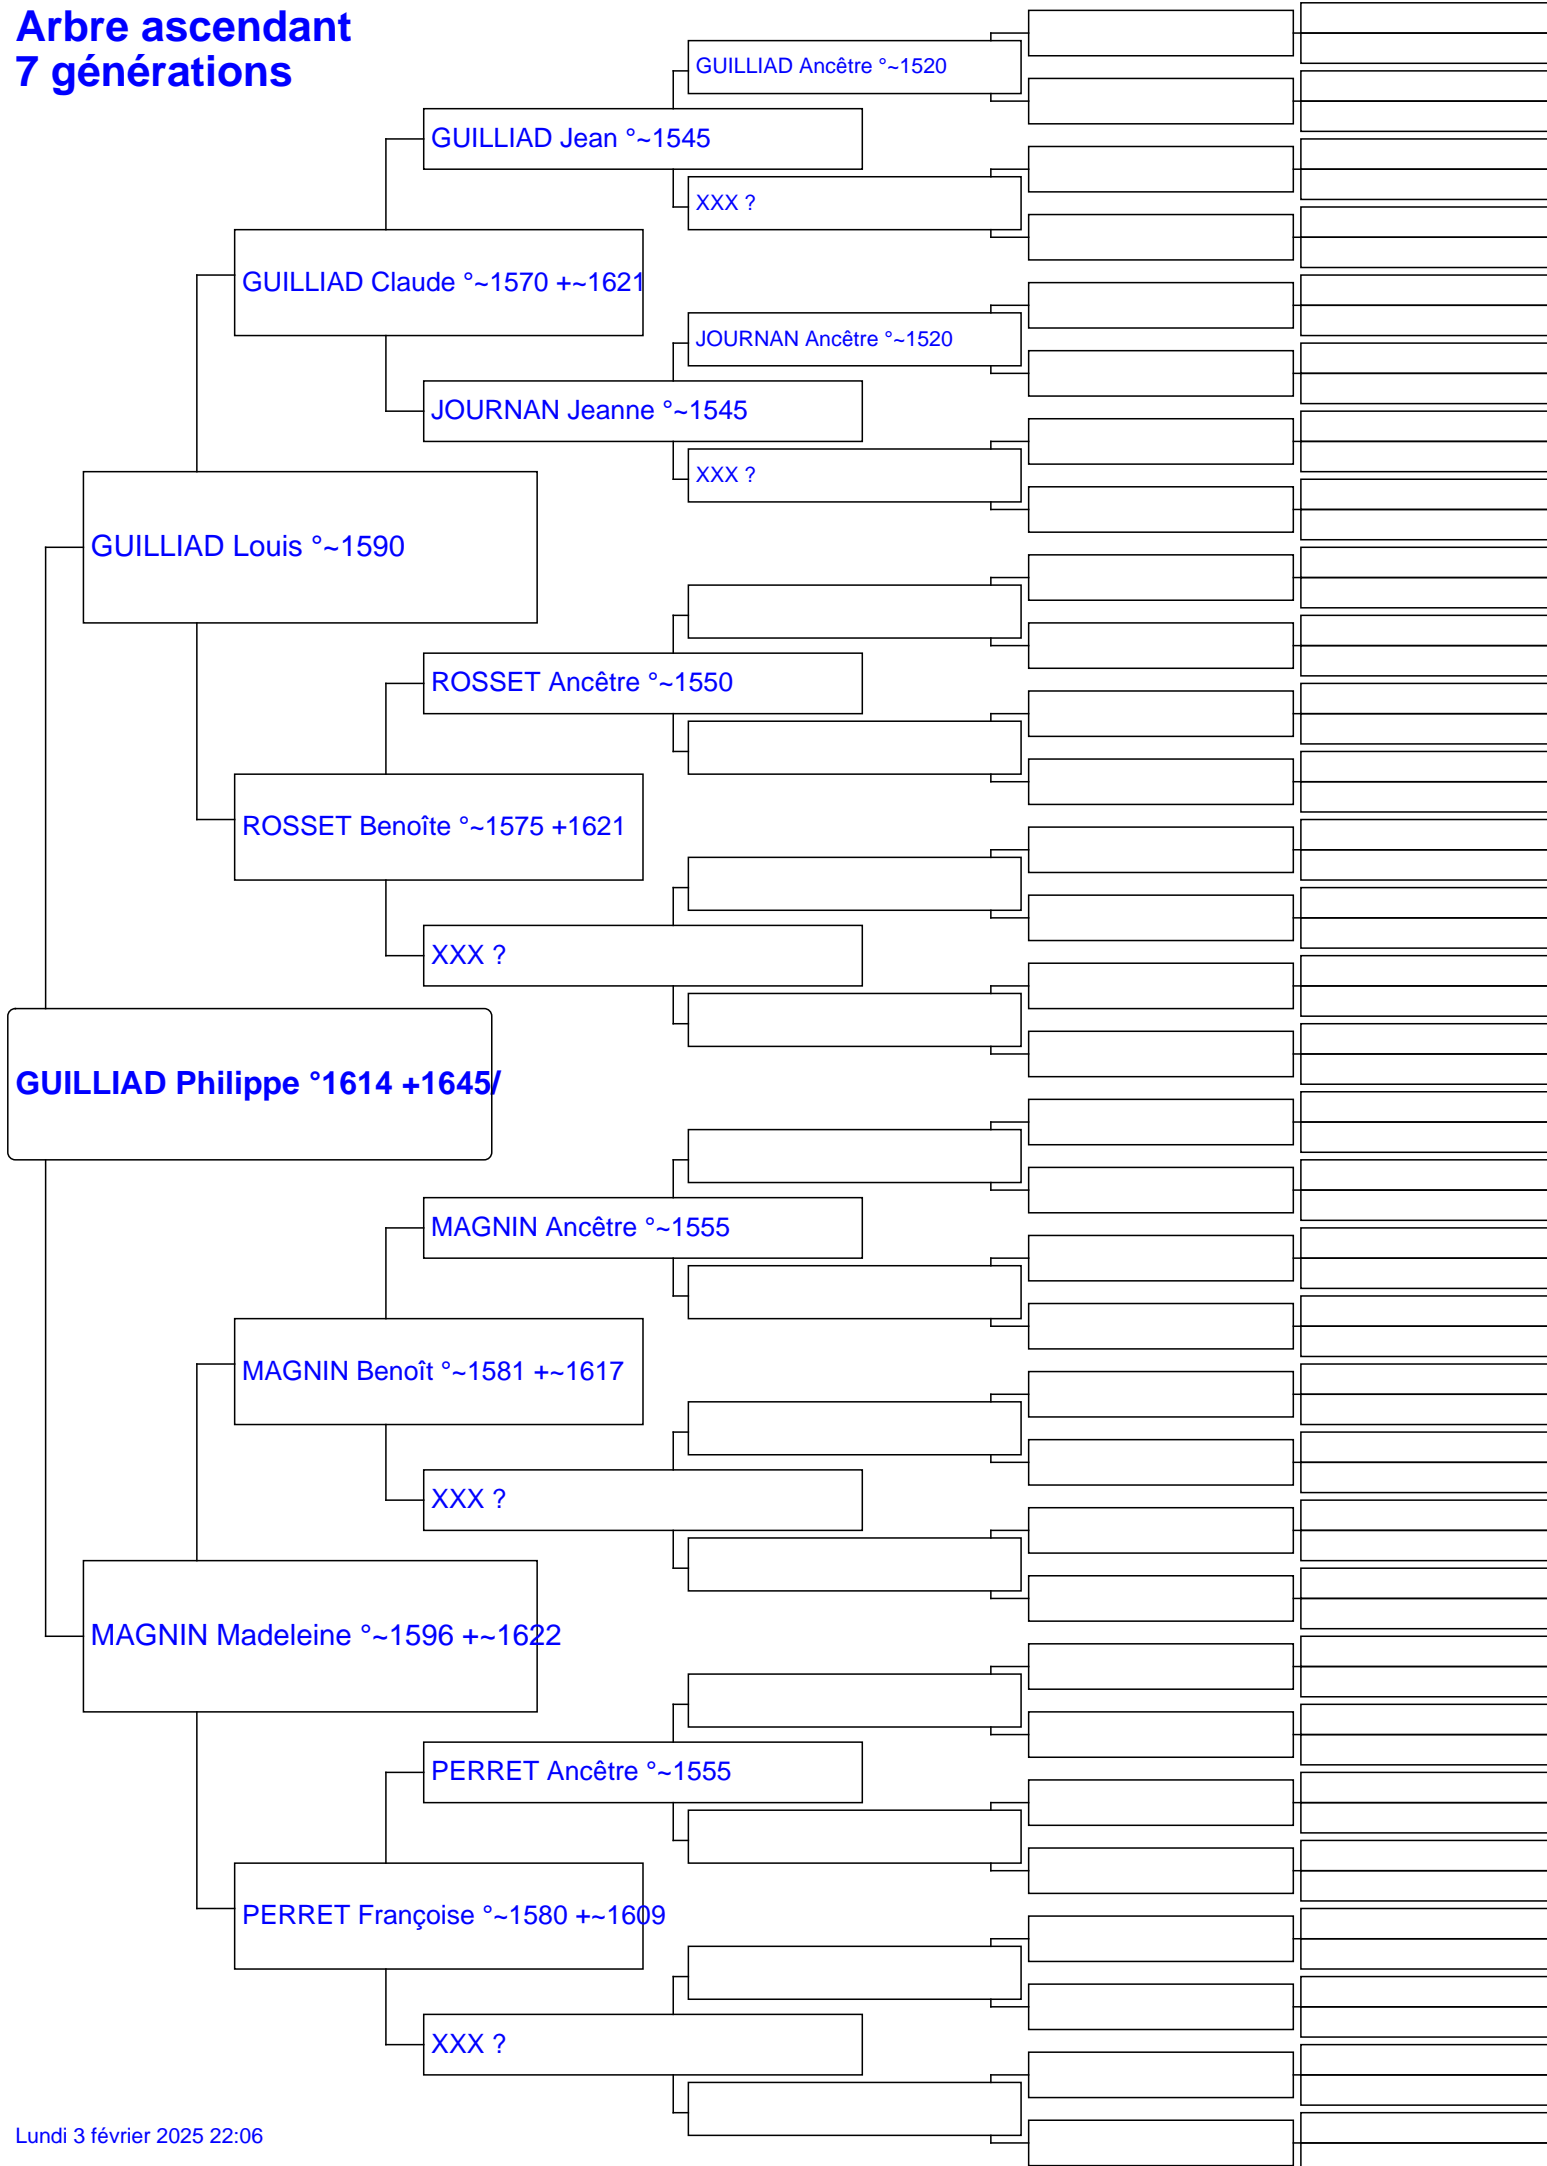 Arbre ascendant
7 générations
GUILLIAD Ancêtre °~1520
GUILLIAD Jean °~1545
XXX ?
GUILLIAD Claude °~1570 +~1621
JOURNAN Ancêtre °~1520
JOURNAN Jeanne °~1545
XXX ?
GUILLIAD Louis °~1590
ROSSET Ancêtre °~1550
ROSSET Benoîte °~1575 +1621
XXX ?
GUILLIAD Philippe °1614 +1645/
MAGNIN Ancêtre °~1555
MAGNIN Benoît °~1581 +~1617
XXX ?
MAGNIN Madeleine °~1596 +~1622
PERRET Ancêtre °~1555
PERRET Françoise °~1580 +~1609
XXX ?
Lundi 3 février 2025 22:06